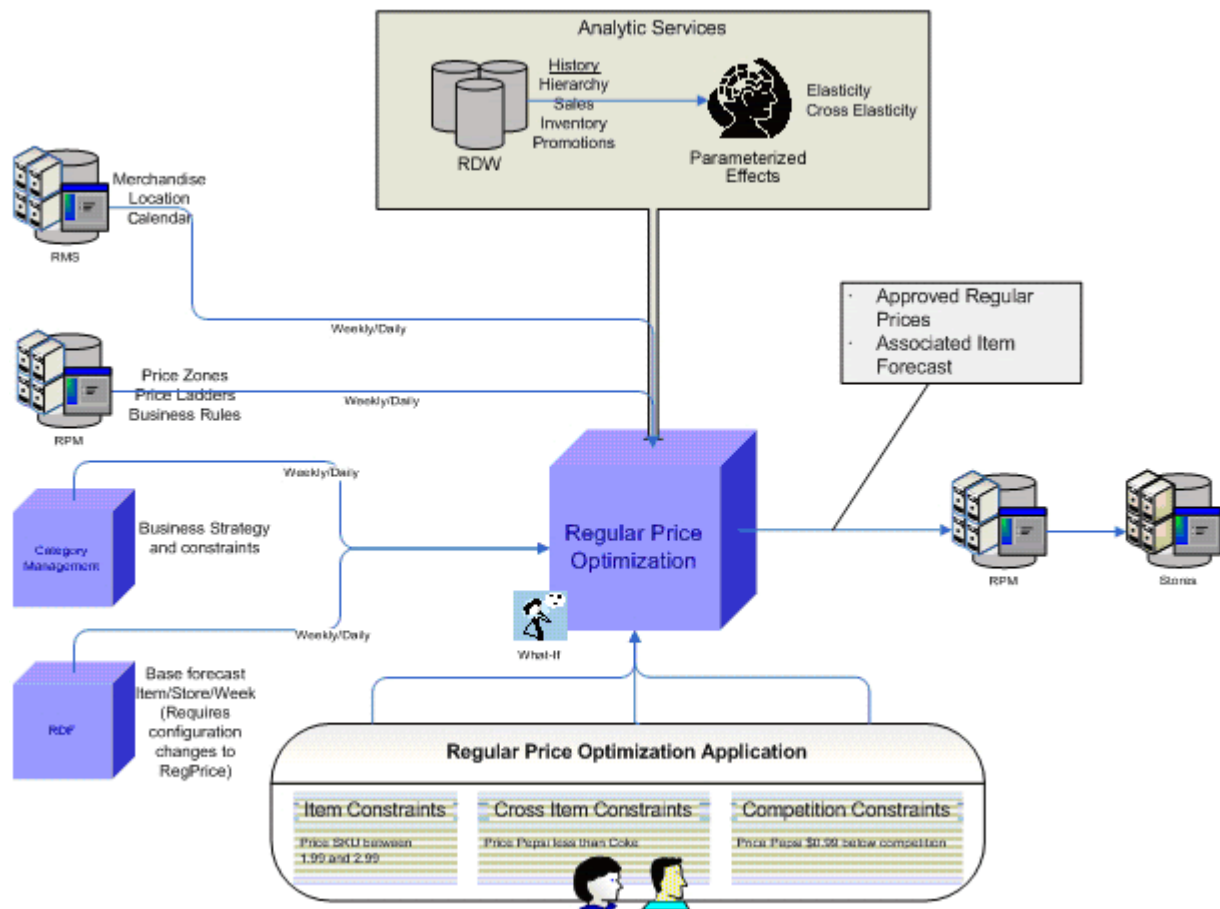 Analytic Services
History
Hierarchy
Sales
Inventory
Promotions
RDW
Elasticity
Cross Elasticity
Parameterized
Effects
Merchandise
Location
Calendar
RMS
Weekly/Daily
Price Zones
Price Ladders
Business Rules
RPM
Weekly/Daily
· Approved Regular
Prices
· Associated Item
Forecast
Weekly/Daily
Category
Management
Business Strategy
and constraints
Regular Price
Optimization
RPM
Stores
What-If
Weekly/Daily
RDF
Base forecast
Item/Store/Week
(Requires
configuration
changes to
RegPrice)
Regular Price Optimization Application
Item Constraints
Price SKU between
1.99 and 2.99
Cross Item Constraints
Price Pepsi less than Coke
Competition Constraints
Price Pepsi $0.99 below competition